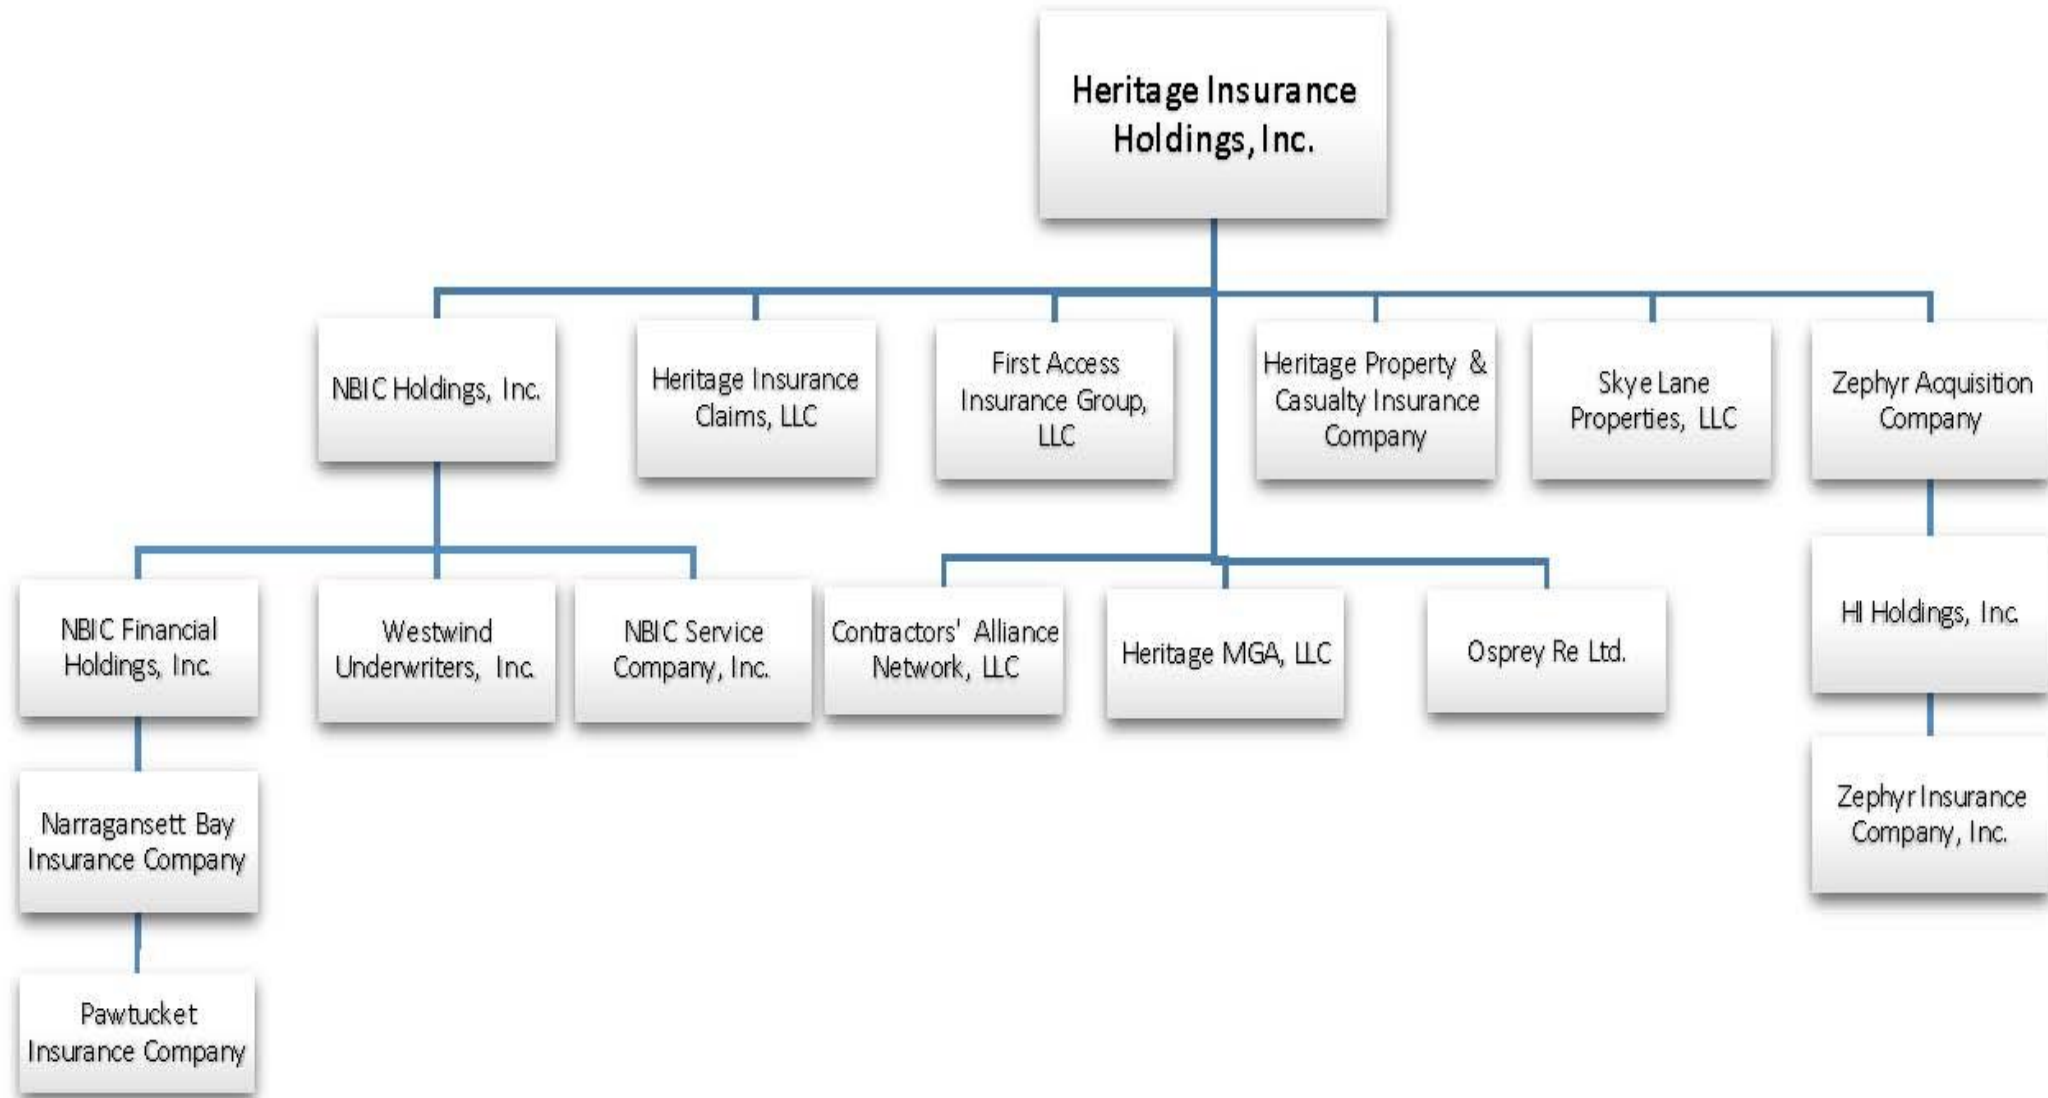 Heritage Insurance
Holdings, Inc.
NBIC Holdings, Inc.
Heritage Insurance
Claims, LLC
First Access
Insurance Group,
LLC
Heritage Property &
Casualty Insurance
Company
Skye Lane
Properties, LLC
Zephyr Acquisition
Company
NBIC Financial
Holdings, Inc.
Westwind
Underwriters, Inc.
NBIC Service
Company, Inc.
Contractors' Alliance
Network, LLC
Heritage MGA, LLC
Osprey Re Ltd.
HI Holdings, Inc.
Narragansett Bay
Insurance Company
Zephyr Insurance
Company, Inc.
Pawtucket
Insurance Company